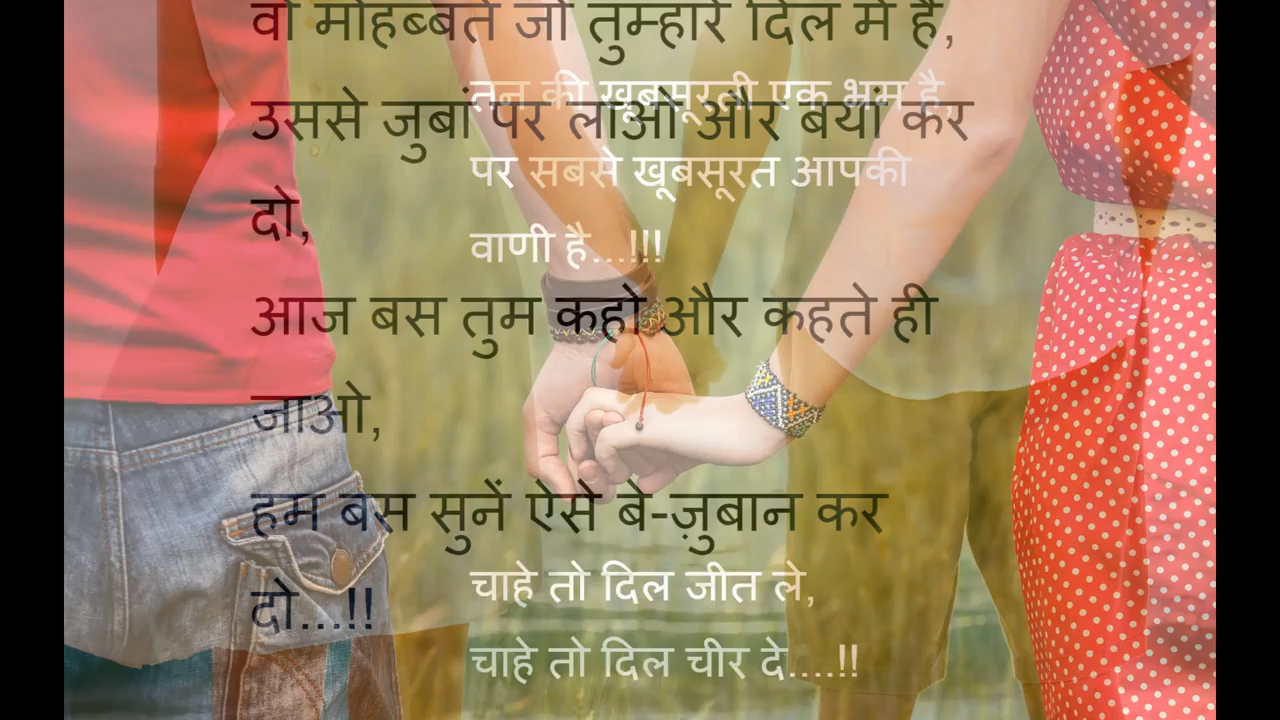 वो मोहब्बतें जो तुम्हारे दिल में हैं,
उससे जुबां पर लाओ और बयां कर
दो,
आज बस तुम कहो और कहते ही
जाओ,
हम बस सुनें ऐसे बे-ज़ुबान कर
दो...!!
तन की खूबसूरती एक भ्रम है
पर सबसे खूबसूरत आपकी
वाणी है...!!!
चाहे तो दिल जीत ले,
चाहे तो दिल चीर दे....!!